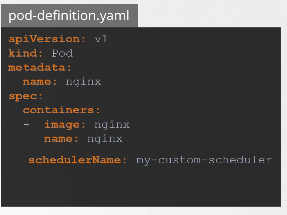 pod-definition.yaml
apiVersion: v1
kind: Pod
metadata:
  name: nginx
spec:
  containers:
  -  image: nginx
     name: nginx
   schedulerName: my-custom-scheduler